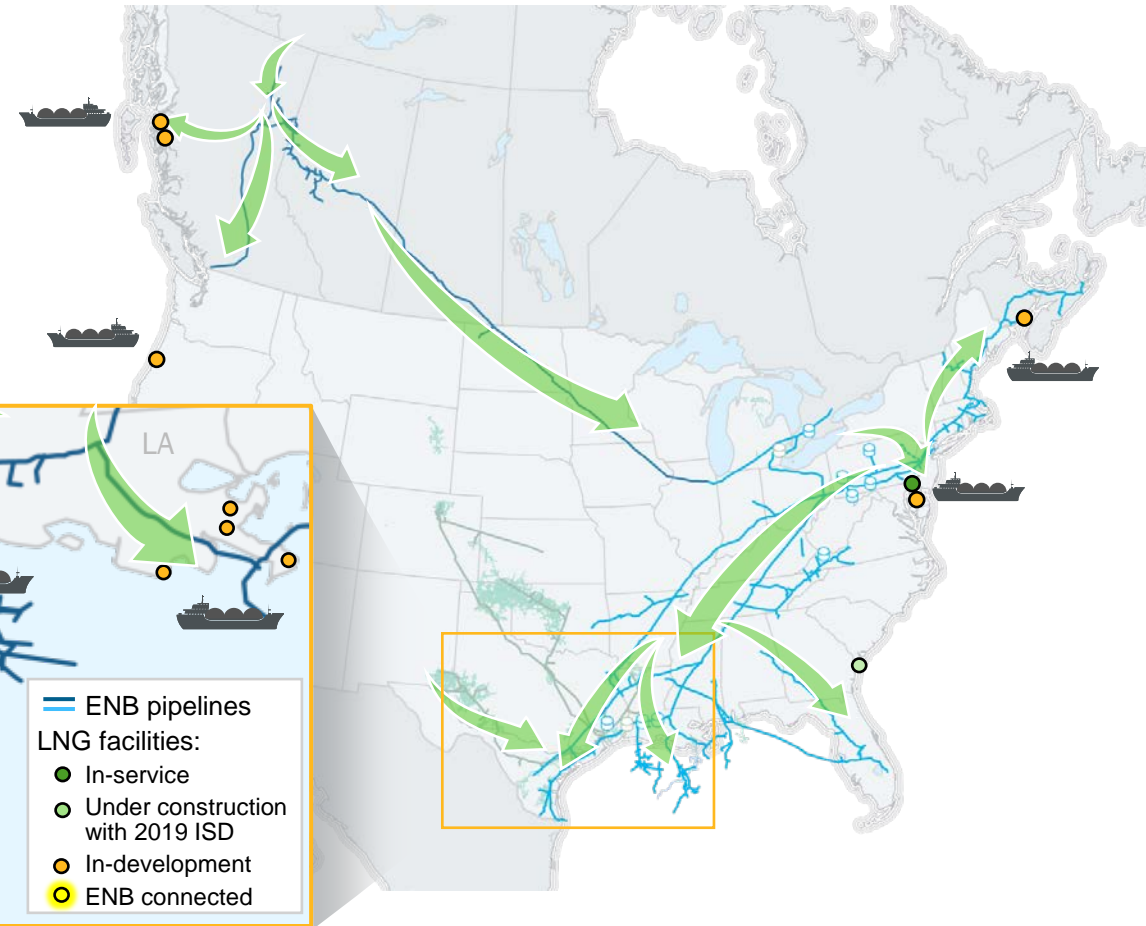 LA
ENB pipelines
LNG facilities:
In-service
Under construction
with 2019 ISD
In-development
ENB connected